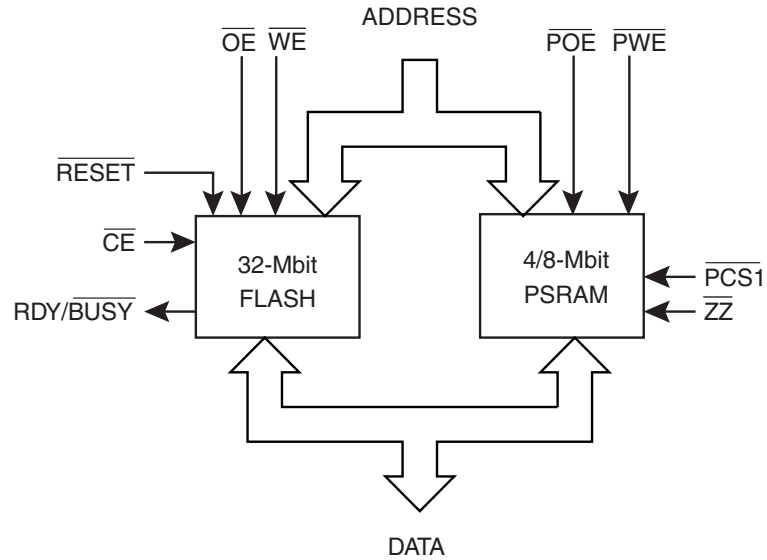 ADDRESS
OE WE
POE PWE
RESET
CE
RDY/BUSY
32-Mbit
FLASH
4/8-Mbit
PSRAM
PCS1
ZZ
DATA